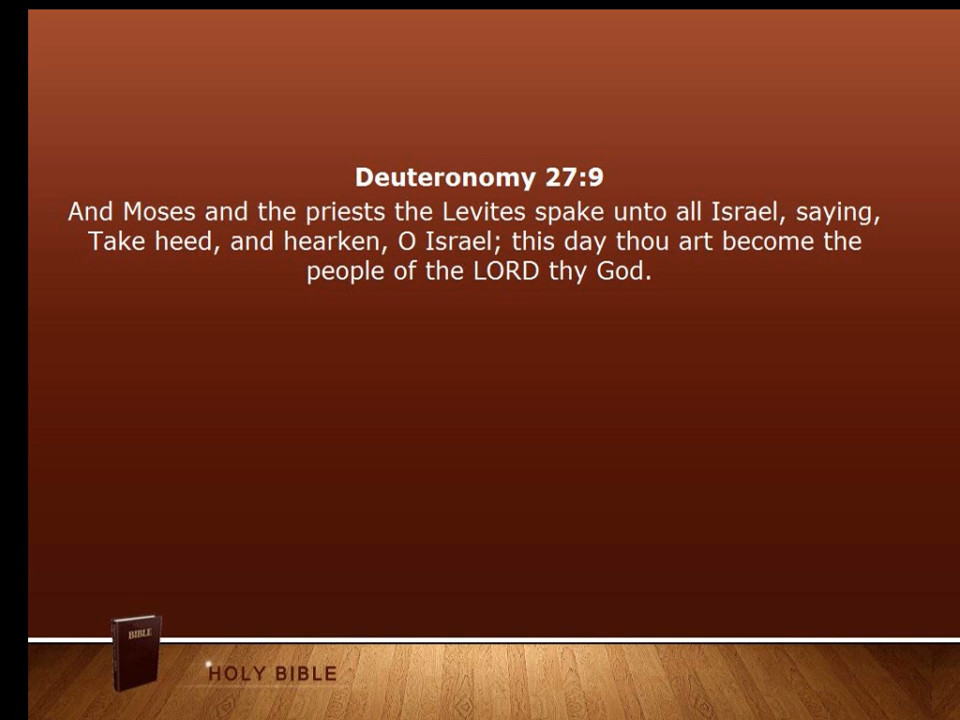 Deuteronomy 27:9
And Moses and the priests the Levites spake unto all Israel, saying,
Take heed, and hearken, O Israel; this day thou art become the
people of the LORD thy God.
BIBLE
HOLY BIBLE